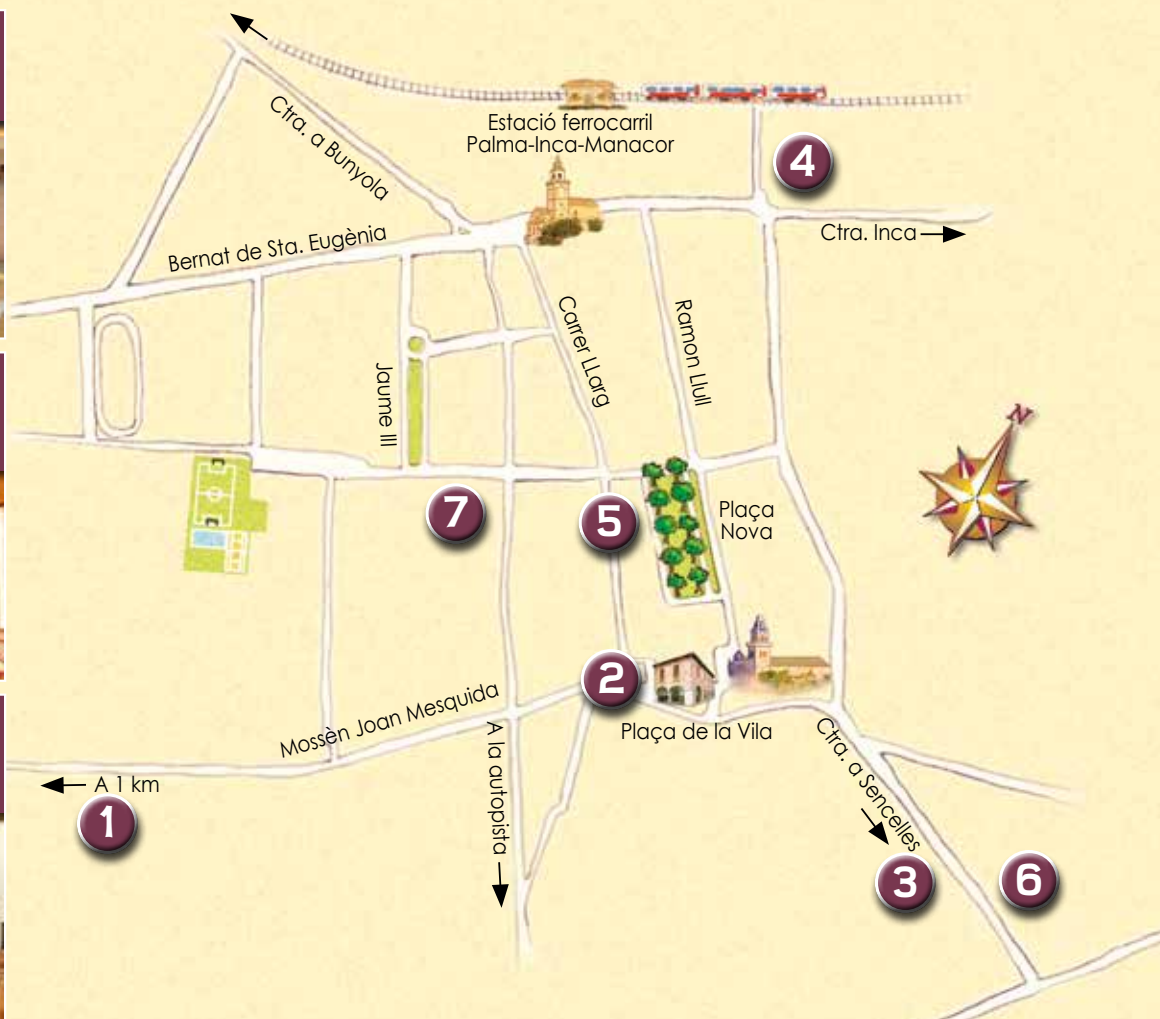 Estació ferrocarril
Palma-Inca-Manacor
Ctra. a Bunyola
4
Ctra. Inca
Bernat de Sta. Eugènia
Carrer LLarg
Ramon Llull
Jaume III
N
7
5
Plaça
Nova
2
Mossèn Joan Mesquida
Plaça de la Vila
A la autopista
Ctra. a Sencelles
A 1 km
1
3
6